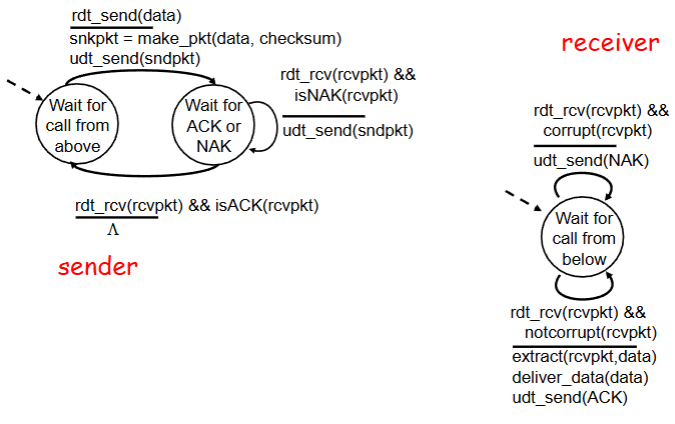 rdt_send(data)
snkpkt = make_pkt(data, checksum)
udt_send(sndpkt)
Wait for
call from
above
Wait for
ACK or
NAK
rdt_rcv(rcvpkt) &&
isNAK(rcvpkt)
udt_send(sndpkt)
rdt_rcv(rcvpkt) && isACK(rcvpkt)
Λ
sender
receiver
rdt_rcv(rcvpkt) &&
corrupt(rcvpkt)
udt_send(NAK)
Wait for
call from
below
rdt_rcv(rcvpkt) &&
notcorrupt(rcvpkt)
extract(rcvpkt,data)
deliver_data(data)
udt_send(ACK)